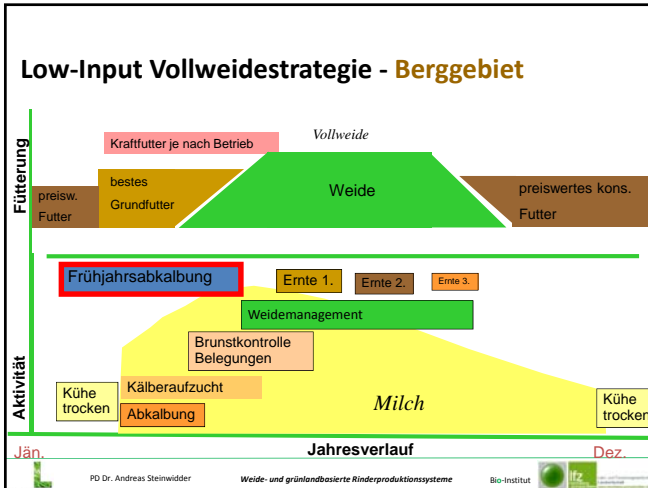 Low-Input Vollweidestrategie - Berggebiet
Fütterung
Kraftfutter je nach Betrieb
Vollweide
preisw.
Futter
bestes
Grundfutter
Weide
preiswertes kons.
Futter
Aktivität
Frühjahrsabkalbung
Ernte 1.
Ernte 2.
Ernte 3.
Weidemanagement
Brunstkontrolle
Belegungen
Kühe
trocken
Kälberaufzucht
Abkalbung
Milch
Kühe
trocken
Jän.
Jahresverlauf
Dez.
PD Dr. Andreas Steinwidder
Weide- und grünlandbasierte Rinderproduktionssysteme
Bio-Institut
lfz